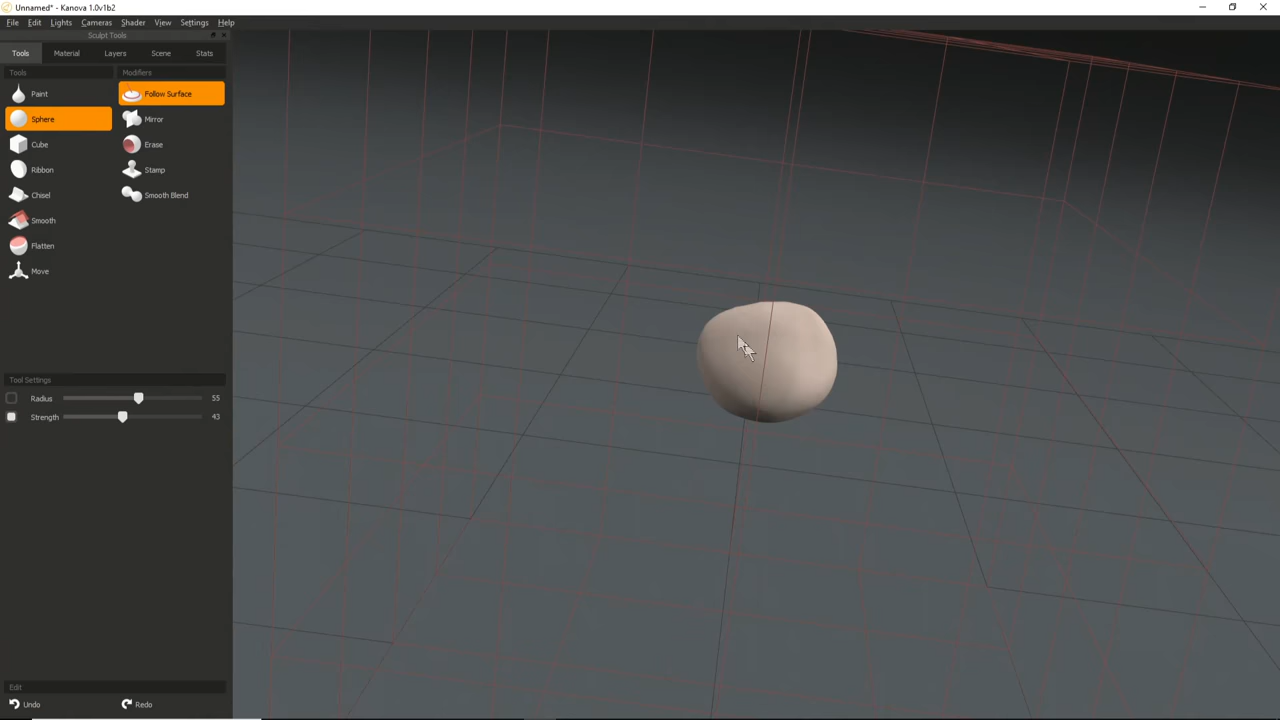 Unnamed* - Kanova 1.0v1b2
File Edit Lights Cameras Shader View Settings Help
Sculpt Tools
Tools Material Layers Scene Stats
Tools Modifiers
Paint Follow Surface
Sphere Mirror
Cube Erase
Ribbon Stamp
Chisel Smooth Blend
Smooth
Flatten
Move
Tool Settings
Radius 55
Strength 43
Edit
Undo Redo